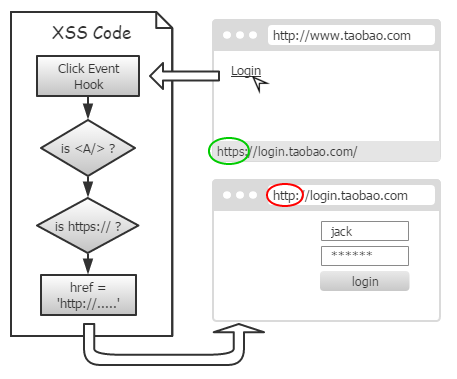 XSS Code
Click Event
Hook
is <A/> ?
is https:// ?
href =
'http://.....'
http://www.taobao.com
Login
https://login.taobao.com/
http://login.taobao.com
jack
******
login